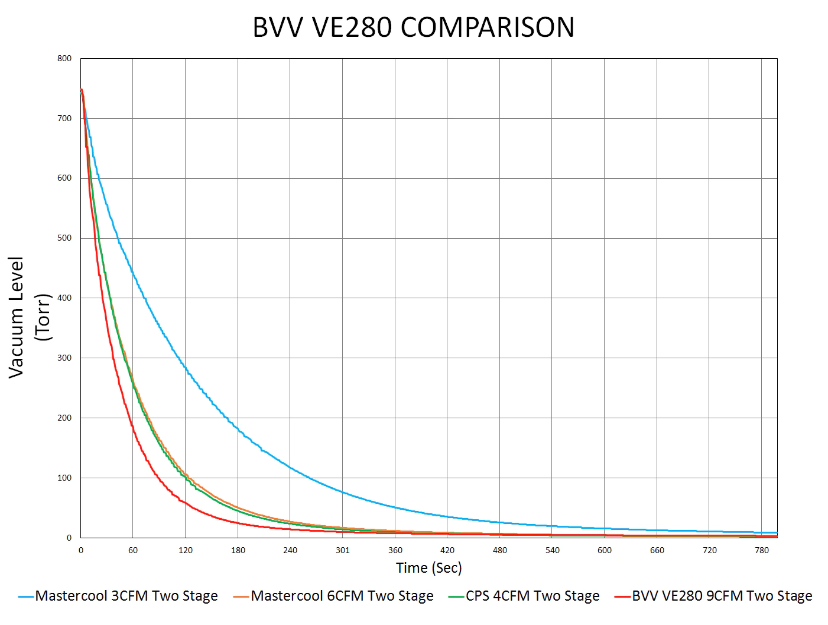 BVV VE280 COMPARISON
800
700
600
500
400
300
200
100
0
Vacuum Level
(Torr)
0 60 120 180 240 301 360 420 480 540 600 660 720 780
Time (Sec)
Mastercool 3CFM Two Stage Mastercool 6CFM Two Stage CPS 4CFM Two Stage BVV VE280 9CFM Two Stage